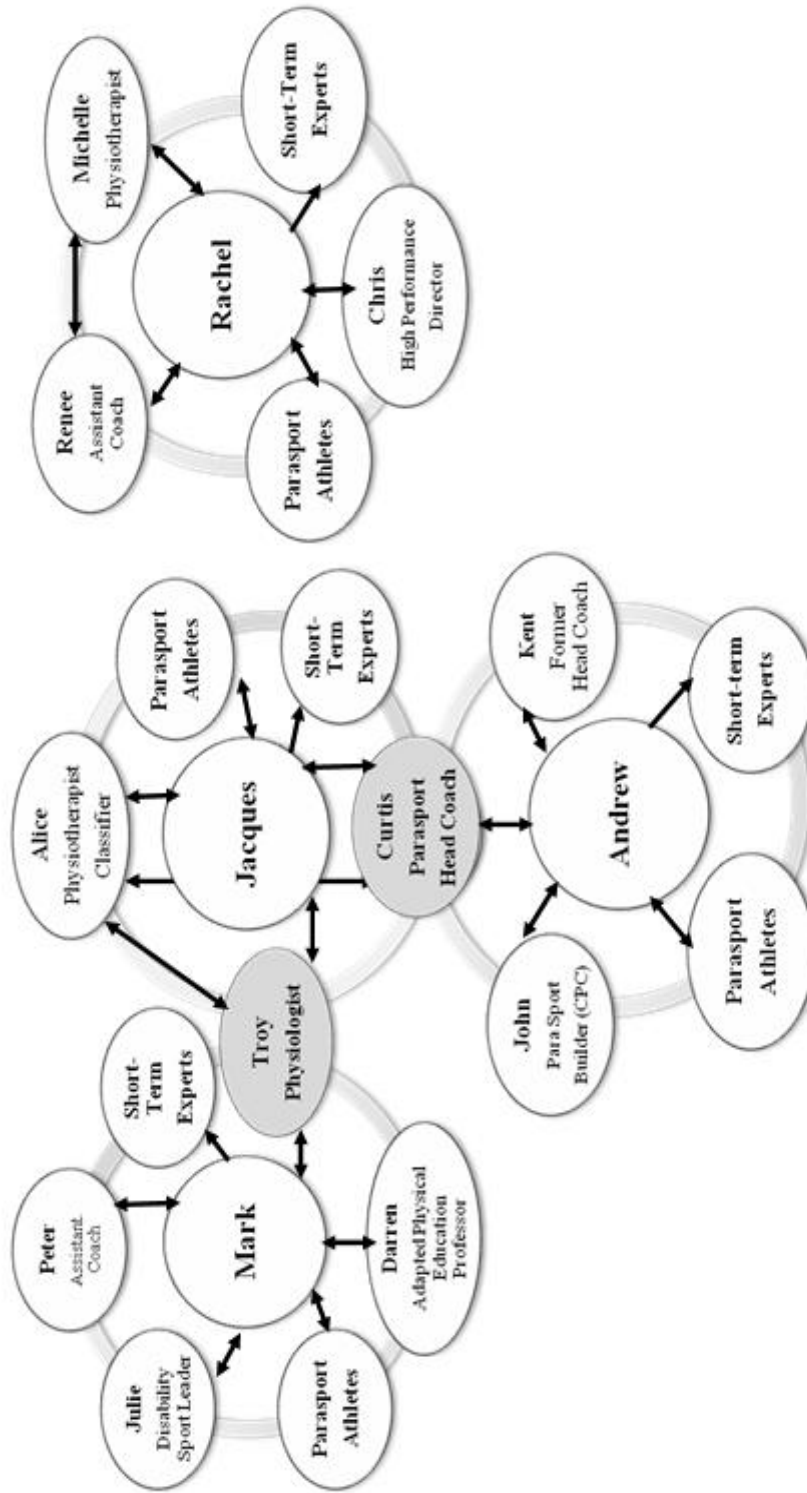 Peter
Assistant
Coach
Julie
Disability
Sport Leader
Short-
Term
Experts
Mark
Parasport
Athletes
Darren
Adapted Physical
Education
Professor
Troy
Physiologist
Alice
Physiotherapist
Classifier
Parasport
Athletes
Jacques
Short-
Term
Experts
Curtis
Parasport
Head Coach
John
Para Sport
Builder (CPC)
Kent
Former
Head Coach
Andrew
Parasport
Athletes
Short-term
Experts
Renee
Assistant
Coach
Michelle
Physiotherapist
Rachel
Parasport
Athletes
Short-Term
Experts
Chris
High Performance
Director